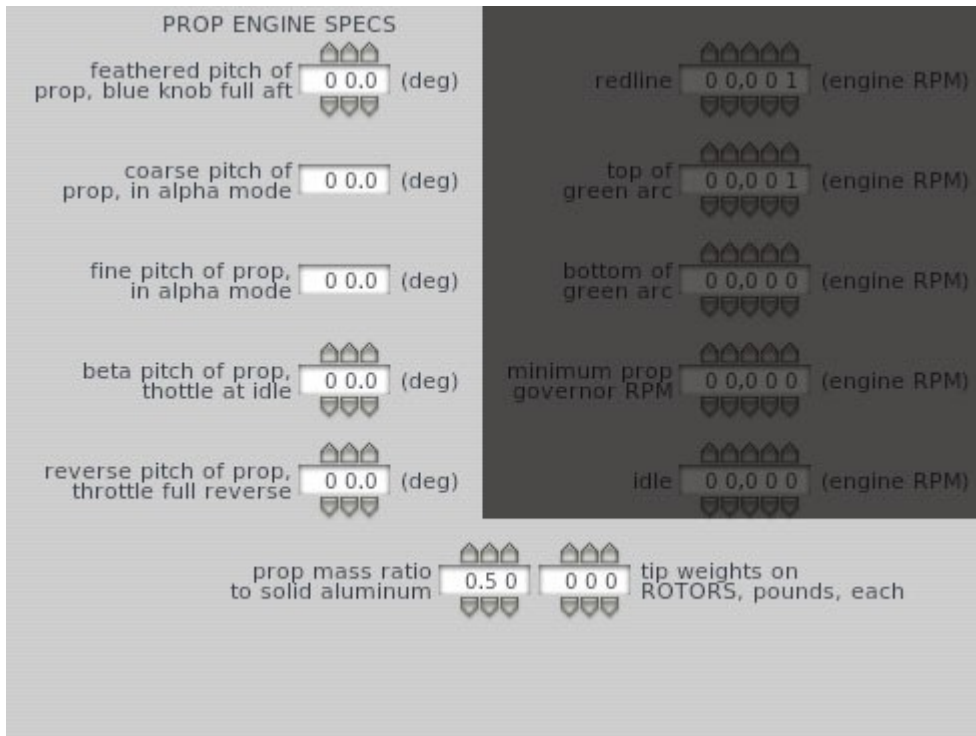 PROP ENGINE SPECS
feathered pitch of
prop, blue knob full aft 0 0.0 (deg)
redline 0 0,0 0 1 (engine RPM)
coarse pitch of
prop, in alpha mode 0 0.0 (deg)
top of
green arc 0 0,0 0 1 (engine RPM)
fine pitch of prop,
in alpha mode 0 0.0 (deg)
bottom of
green arc 0 0,0 0 0 (engine RPM)
beta pitch of prop,
thottle at idle 0 0.0 (deg)
minimum prop
governor RPM 0 0,0 0 0 (engine RPM)
reverse pitch of prop,
throttle full reverse 0 0.0 (deg)
idle 0 0,0 0 0 (engine RPM)
prop mass ratio
to solid aluminum 0.5 0
0 0 0 tip weights on
ROTORS, pounds, each